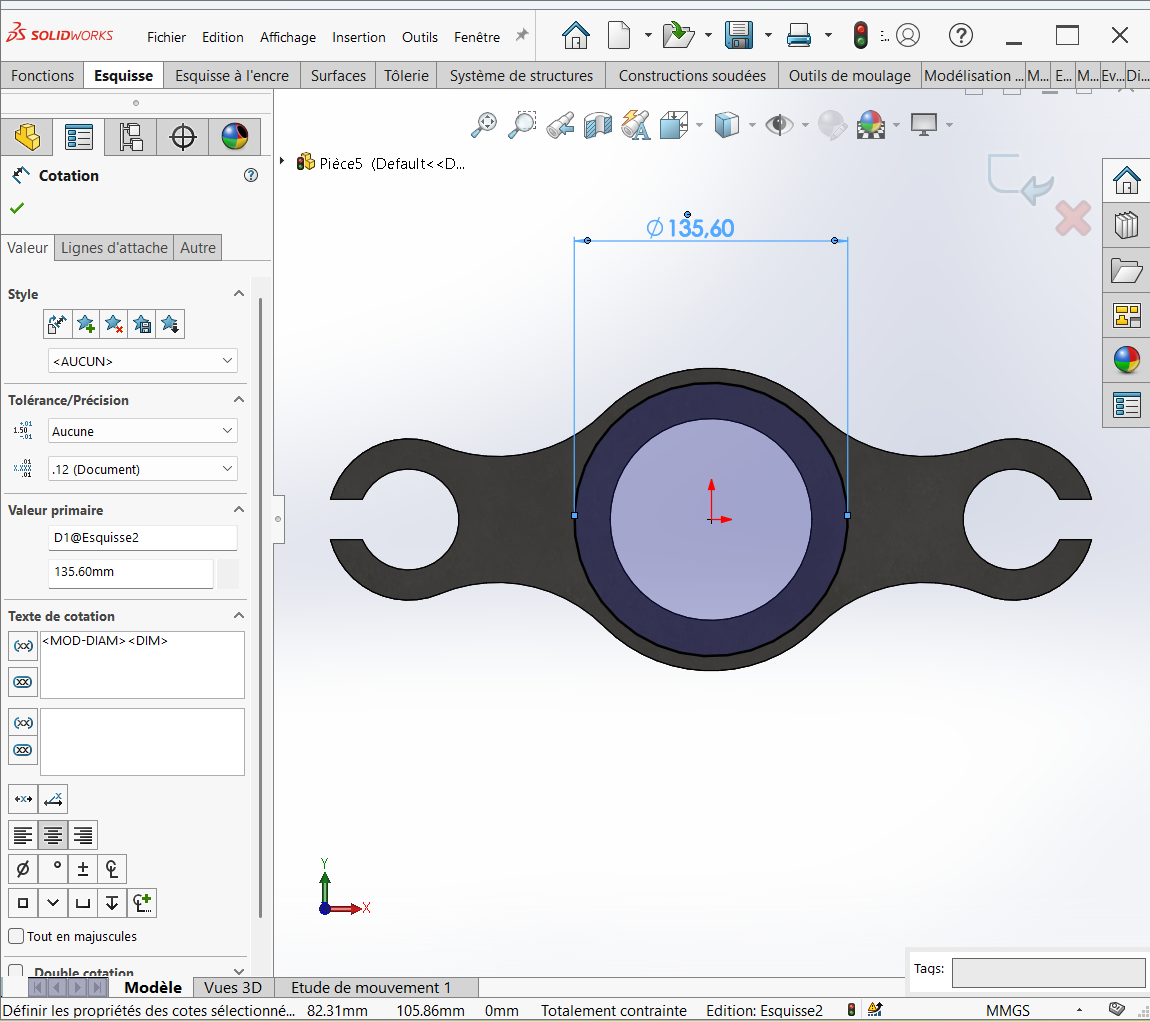 SOLIDWORKS Fichier Edition Affichage Insertion Outils Fenêtre
Fonctions Esquisse Esquisse à l'encre Surfaces Tôlerie Système de structures Constructions soudées Outils de moulage Modélisation ... M... E... M... Ev... Di...
Pièce5 (Default<<D...
Cotation
Valeur Lignes d'attache Autre
Style
<AUCUN>
Tolérance/Précision
Aucune
.12 (Document)
Valeur primaire
D1@Esquisse2
135.60mm
Texte de cotation
<MOD-DIAM><DIM>
Tout en majuscules
Double cotation
∅135,60
Y
X
Tags:
Modèle Vues 3D Etude de mouvement 1
Définir les propriétés des cotes sélectionné... 82.31mm 105.86mm 0mm Totalement contrainte Edition: Esquisse2 MMGS